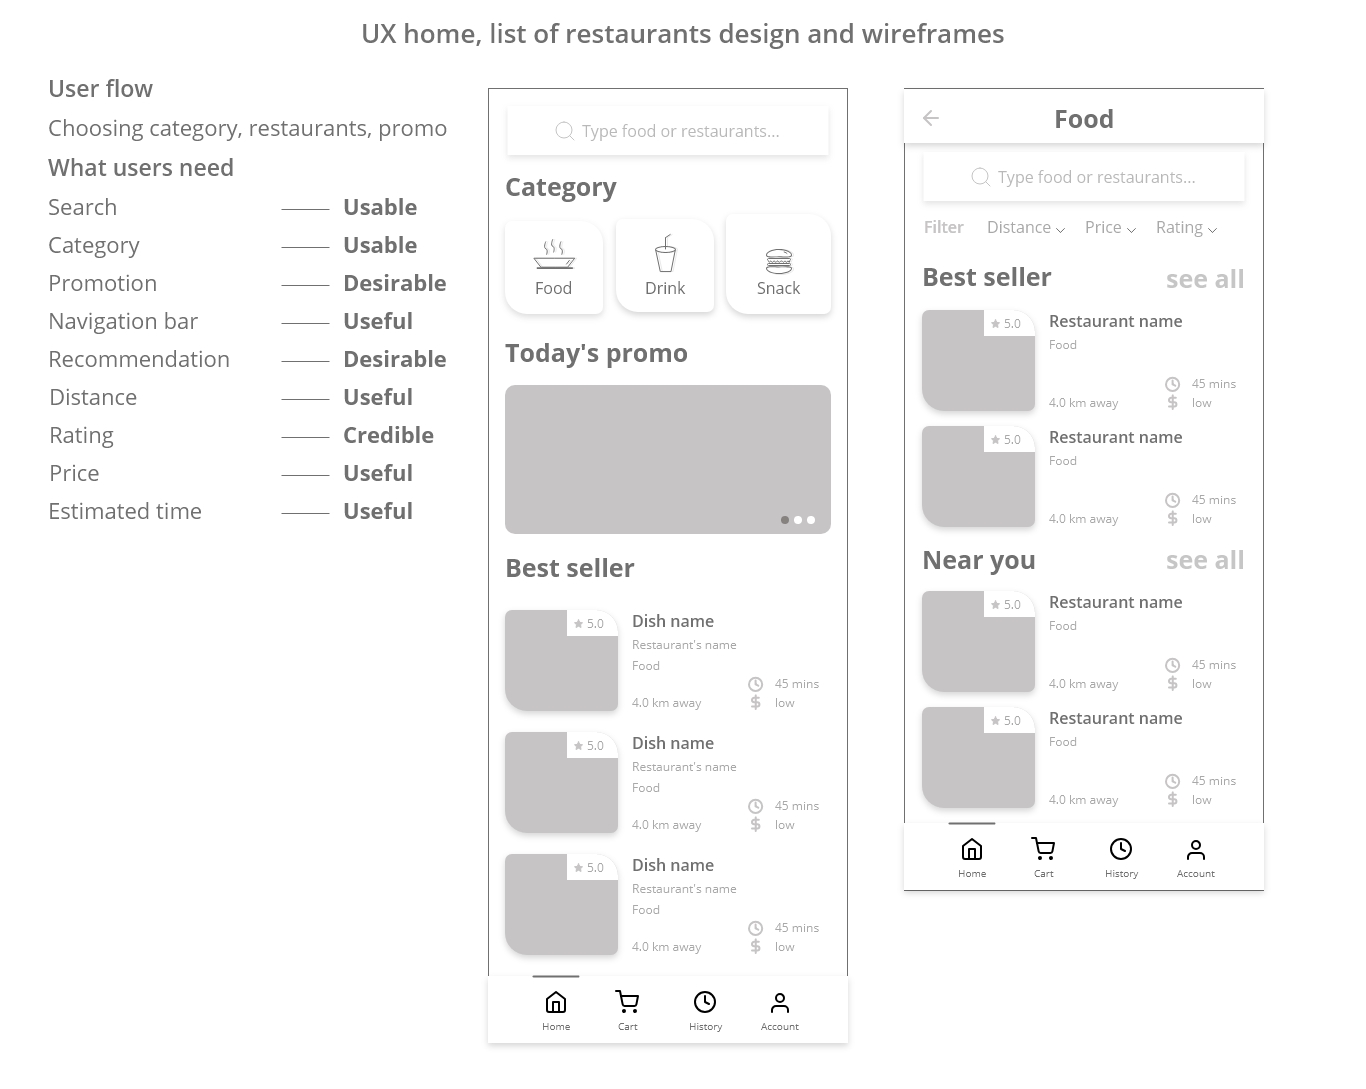 UX home, list of restaurants design and wireframes
User flow
Choosing category, restaurants, promo
What users need
Search Usable
Category Usable
Promotion Desirable
Navigation bar Useful
Recommendation Desirable
Distance Useful
Rating Credible
Price Useful
Estimated time Useful
Type food or restaurants...
Category
Food Drink Snack
Today's promo
Best seller
5.0 Dish name
Restaurant's name
Food
45 mins
4.0 km away $ low
5.0 Dish name
Restaurant's name
Food
45 mins
4.0 km away $ low
5.0 Dish name
Restaurant's name
Food
45 mins
4.0 km away $ low
Home Cart History Account
Food
Type food or restaurants...
Filter Distance Price Rating
Best seller see all
5.0 Restaurant name
Food
45 mins
4.0 km away $ low
5.0 Restaurant name
Food
45 mins
4.0 km away $ low
Near you see all
5.0 Restaurant name
Food
45 mins
4.0 km away $ low
5.0 Restaurant name
Food
45 mins
4.0 km away $ low
Home Cart History Account